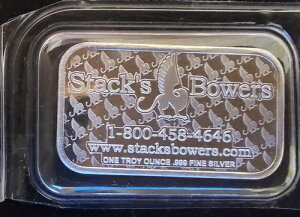 Stack's Bowers
1-800-458-4646
www.stacksbowers.com
ONE TROY OUNCE .999 FINE SILVER